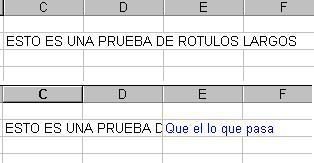 C D E F
ESTO ES UNA PRUEBA DE ROTULOS LARGOS
C D E F
ESTO ES UNA PRUEBA D Que el lo que pasa